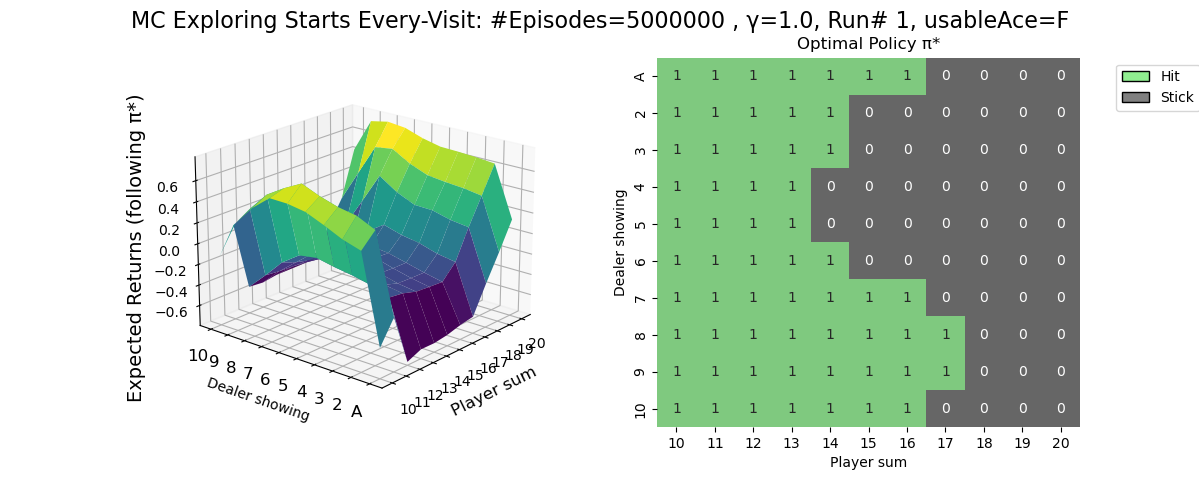 MC Exploring Starts Every-Visit: #Episodes=5000000 , γ=1.0, Run# 1, usableAce=F
Expected Returns (following π*)
0.6
0.4
0.2
0.0
−0.2
−0.4
−0.6
10 9 8 7 6 5 4 3 2 A
Dealer showing
10 11 12 13 14 15 16 17 18 19 20
Player sum
Optimal Policy π*
Dealer showing
A 1 1 1 1 1 1 1 0 0 0 0
2 1 1 1 1 1 0 0 0 0 0 0
3 1 1 1 1 1 0 0 0 0 0 0
4 1 1 1 1 0 0 0 0 0 0 0
5 1 1 1 1 0 0 0 0 0 0 0
6 1 1 1 1 1 0 0 0 0 0 0
7 1 1 1 1 1 1 1 0 0 0 0
8 1 1 1 1 1 1 1 1 0 0 0
9 1 1 1 1 1 1 1 1 0 0 0
10 1 1 1 1 1 1 1 0 0 0 0
10 11 12 13 14 15 16 17 18 19 20
Player sum
Hit
Stick